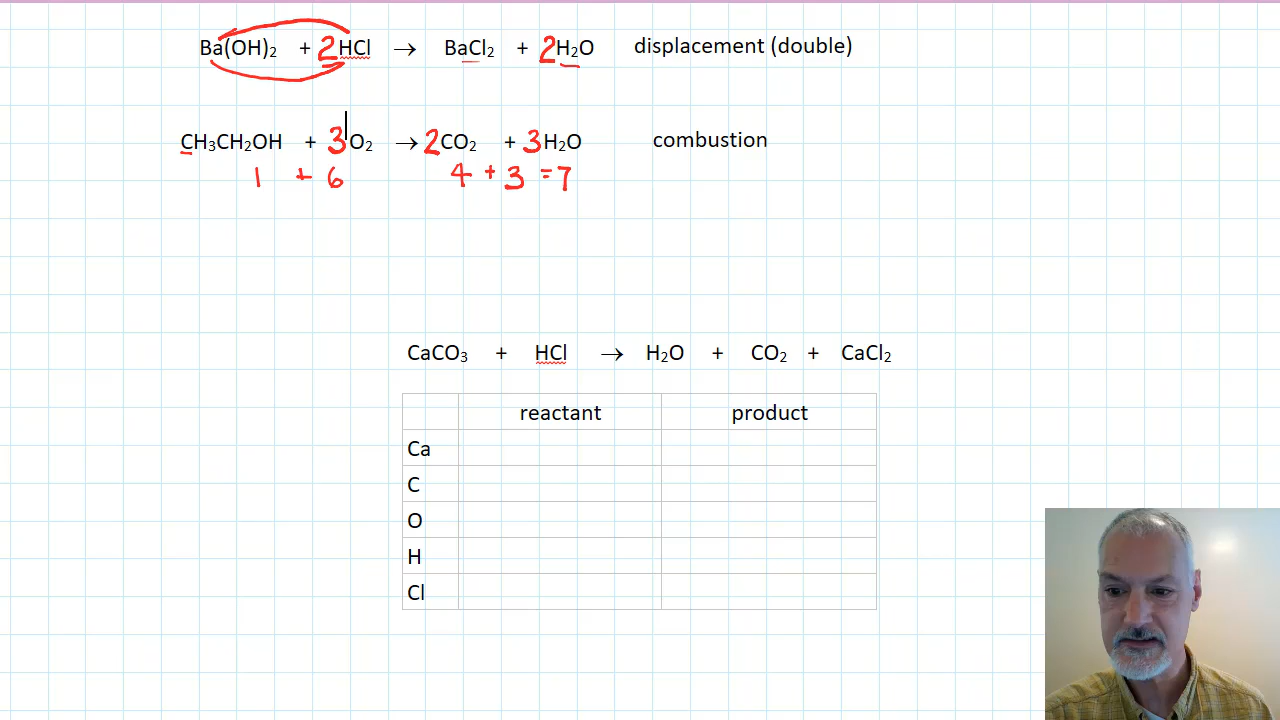 Ba(OH)₂ + 2HCl → BaCl₂ + 2H₂O displacement (double)
CH₃CH₂OH + 3O₂ → 2CO₂ + 3H₂O combustion
1 + 6 4 + 3 = 7
CaCO₃ + HCl → H₂O + CO₂ + CaCl₂
reactant product
Ca
C
O
H
Cl